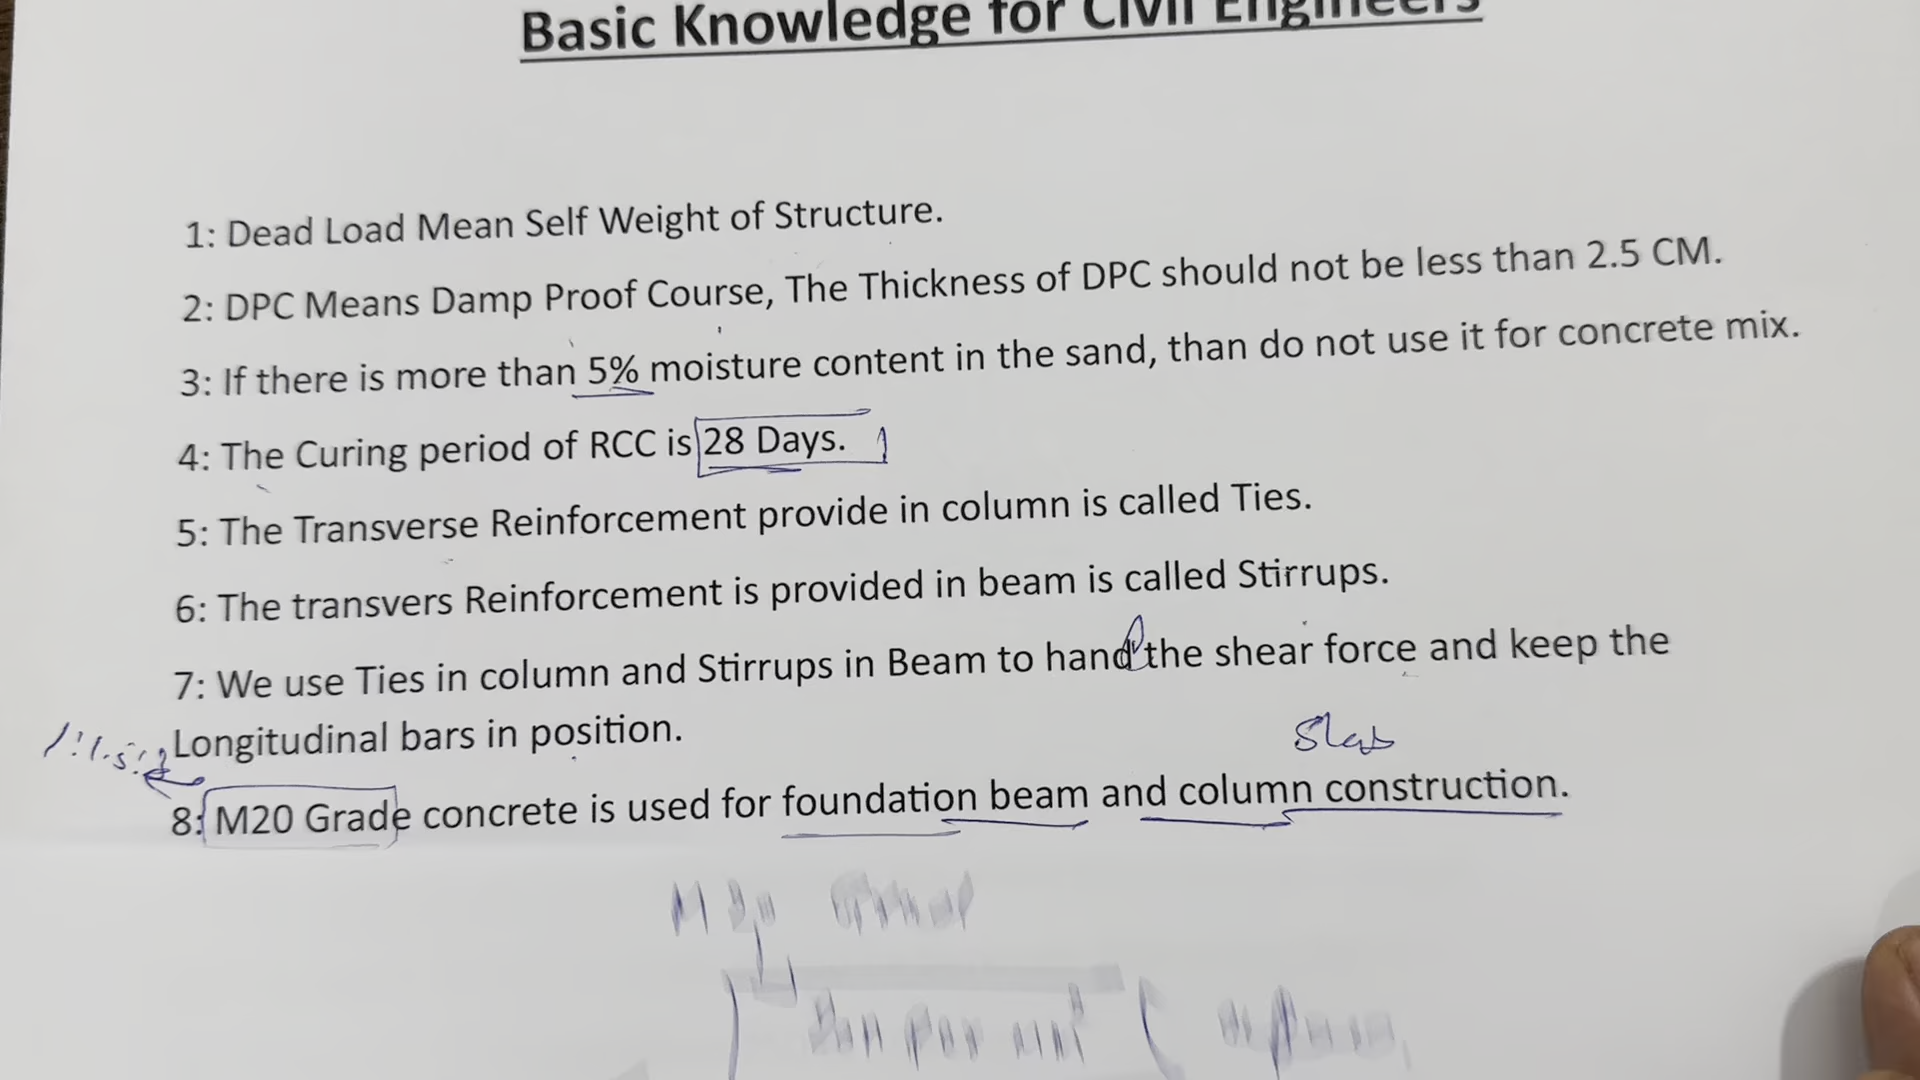 Basic Knowledge for Civil Engineers
1: Dead Load Mean Self Weight of Structure.
2: DPC Means Damp Proof Course, The Thickness of DPC should not be less than 2.5 CM.
3: If there is more than 5% moisture content in the sand, than do not use it for concrete mix.
4: The Curing period of RCC is 28 Days.
5: The Transverse Reinforcement provide in column is called Ties.
6: The transvers Reinforcement is provided in beam is called Stirrups.
7: We use Ties in column and Stirrups in Beam to hand the shear force and keep the
Longitudinal bars in position.
Slab
8: M20 Grade concrete is used for foundation beam and column construction.
M20